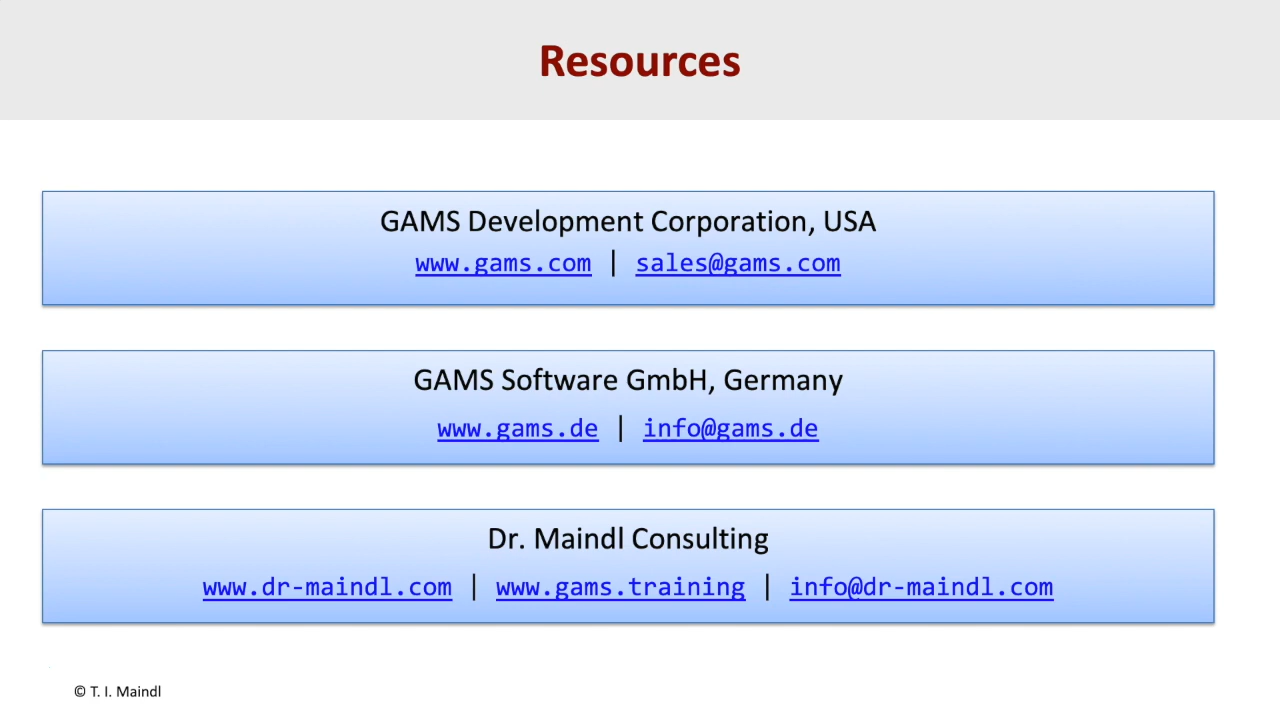 Resources
GAMS Development Corporation, USA
www.gams.com | sales@gams.com
GAMS Software GmbH, Germany
www.gams.de | info@gams.de
Dr. Maindl Consulting
www.dr-maindl.com | www.gams.training | info@dr-maindl.com
© T. I. Maindl